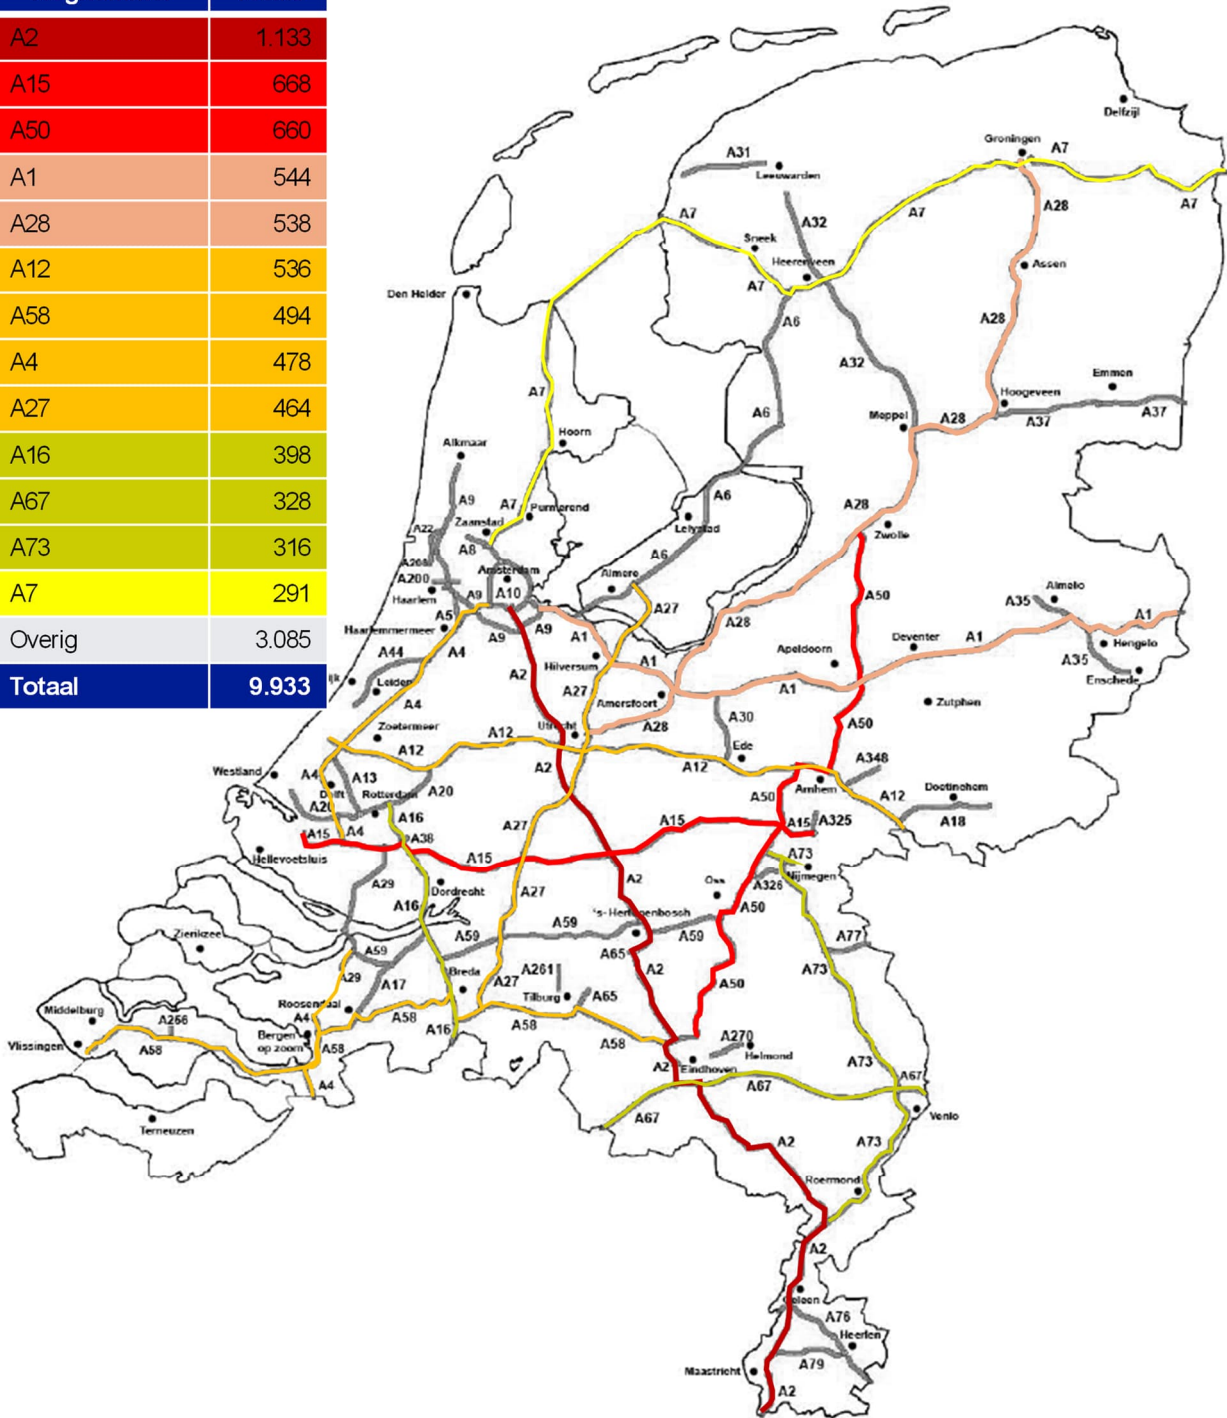 A2 1.133
A15 668
A50 660
A1 544
A28 538
A12 536
A58 494
A4 478
A27 464
A16 398
A67 328
A73 316
A7 291
Overig 3.085
Totaal 9.933
Delfzijl
Groningen
A7
A31
Leeuwarden
A7
A28
A32
A7
A7
Sneek
Heerenveen
Assen
A7
Den Helder
A6
A28
A32
Emmen
A7
Hoogeveen
A6
Meppel
A28
A37
A37
Hoorn
Alkmaar
A9
A7
Purmerend
A6
A28
Lelystad
Zwolle
Zaanstad
A22
A8
A6
A208
Amsterdam
Almere
A200
Haarlem
A9
A10
A27
A50
A35
Almelo
A5
A28
A1
Haarlemmermeer
A9
A9
A1
Deventer
A1
Hengelo
A44
A4
Hilversum
A1
Apeldoorn
A35
Enschede
ijk
Leiden
A2
A27
Amersfoort
A1
Zutphen
A4
A30
Zoetermeer
Utrecht
A28
A50
A12
A12
Ede
A348
Westland
A4
A13
A2
A12
Delft
A20
Arnhem
Doetinchem
A20
Rotterdam
A50
A12
A16
A27
A15
A15
A325
A18
A15
A4
A38
Hellevoetsluis
A15
A73
A29
A2
Nijmegen
Dordrecht
A27
Oss
A326
A16
A50
's-Hertogenbosch
Zierikzee
A59
A59
A59
A77
A59
A65
A29
A17
Breda
A27
A261
A2
A73
Roosendaal
Tilburg
A65
A50
Middelburg
A256
A4
A58
A58
Bergen
op zoom
A16
Vlissingen
A58
A58
A58
A270
Helmond
A2
Eindhoven
A73
A4
A67
A67
A67
Venlo
Terneuzen
A2
A73
Roermond
A2
Geleen
A76
Heerlen
Maastricht
A79
A2